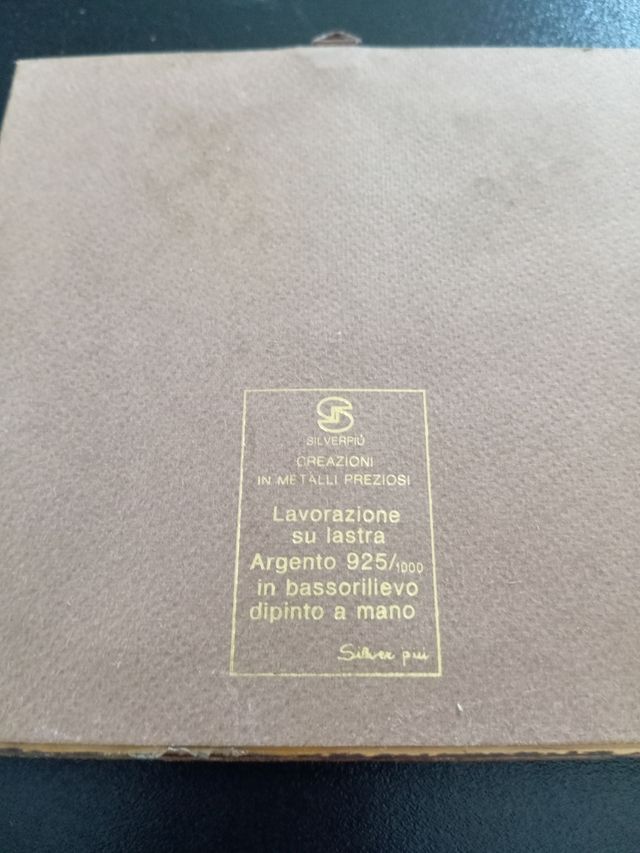 SILVERPIÙ
CREAZIONI
IN METALLI PREZIOSI
Lavorazione
su lastra
Argento 925/1000
in bassorilievo
dipinto a mano
Silver più